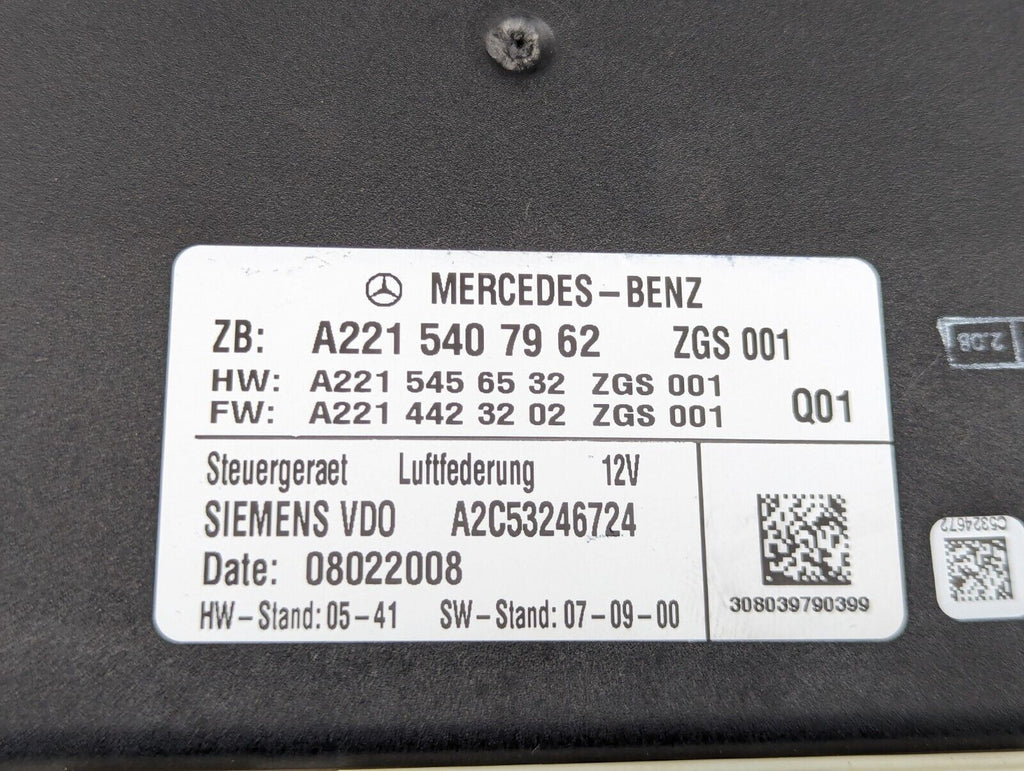 MERCEDES-BENZ
ZB: A221 540 79 62 ZGS 001
HW: A221 545 65 32 ZGS 001
FW: A221 442 32 02 ZGS 001 Q01
Steuergeraet Luftfederung 12V
SIEMENS VDO A2C53246724
Date: 08022008
HW-Stand: 05-41 SW-Stand: 07-09-00
308039790399
C5324672